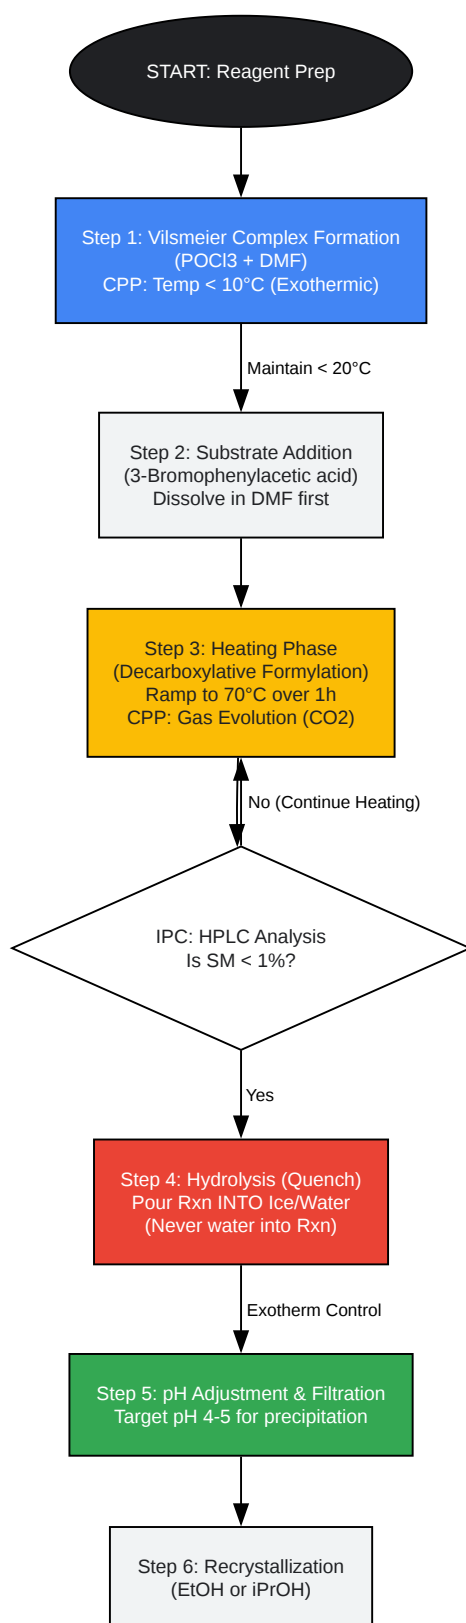 START: Reagent Prep
Step 1: Vilsmeier Complex Formation
(POCl3 + DMF)
CPP: Temp < 10°C (Exothermic)
Maintain < 20°C
Step 2: Substrate Addition
(3-Bromophenylacetic acid)
Dissolve in DMF first
Step 3: Heating Phase
(Decarboxylative Formylation)
Ramp to 70°C over 1h
CPP: Gas Evolution (CO2)
No (Continue Heating)
IPC: HPLC Analysis
Is SM < 1%?
Yes
Step 4: Hydrolysis (Quench)
Pour Rxn INTO Ice/Water
(Never water into Rxn)
Exotherm Control
Step 5: pH Adjustment & Filtration
Target pH 4-5 for precipitation
Step 6: Recrystallization
(EtOH or iPrOH)